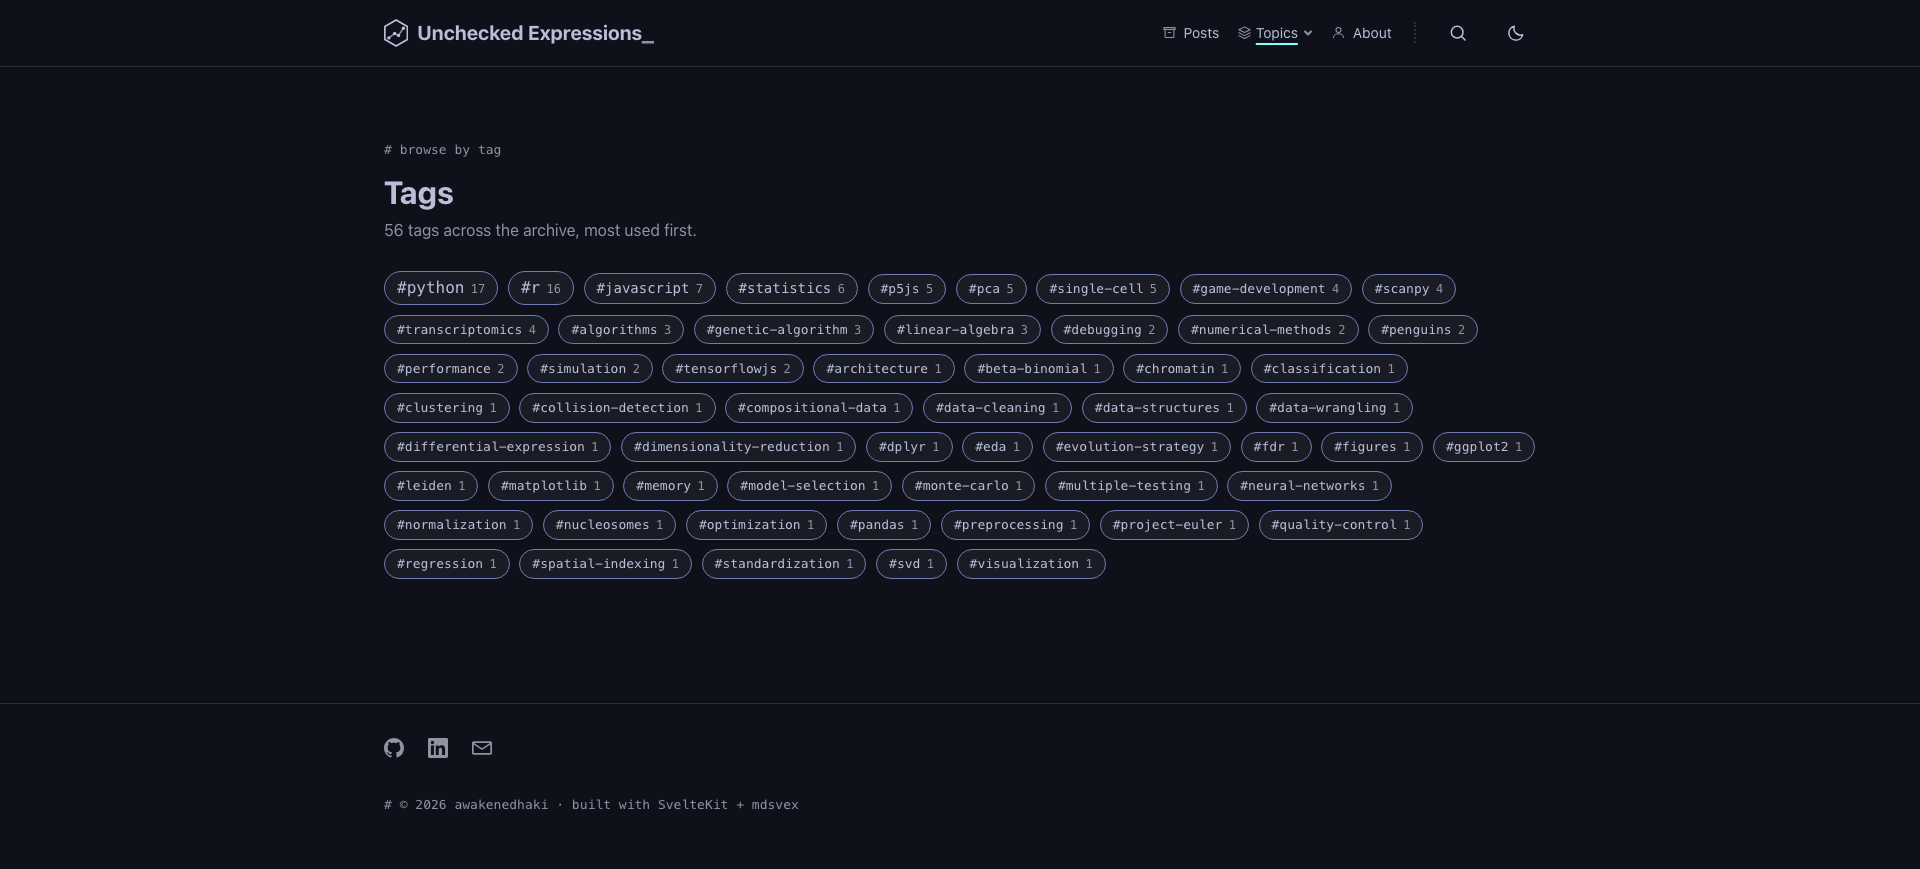 Unchecked Expressions_
Posts Topics About
# browse by tag
Tags
56 tags across the archive, most used first.
#python 17 #r 16 #javascript 7 #statistics 6 #p5js 5 #pca 5 #single-cell 5 #game-development 4 #scanpy 4
#transcriptomics 4 #algorithms 3 #genetic-algorithm 3 #linear-algebra 3 #debugging 2 #numerical-methods 2 #penguins 2
#performance 2 #simulation 2 #tensorflowjs 2 #architecture 1 #beta-binomial 1 #chromatin 1 #classification 1
#clustering 1 #collision-detection 1 #compositional-data 1 #data-cleaning 1 #data-structures 1 #data-wrangling 1
#differential-expression 1 #dimensionality-reduction 1 #dplyr 1 #eda 1 #evolution-strategy 1 #fdr 1 #figures 1 #ggplot2 1
#leiden 1 #matplotlib 1 #memory 1 #model-selection 1 #monte-carlo 1 #multiple-testing 1 #neural-networks 1
#normalization 1 #nucleosomes 1 #optimization 1 #pandas 1 #preprocessing 1 #project-euler 1 #quality-control 1
#regression 1 #spatial-indexing 1 #standardization 1 #svd 1 #visualization 1
# © 2026 awakenedhaki · built with SvelteKit + mdsvex